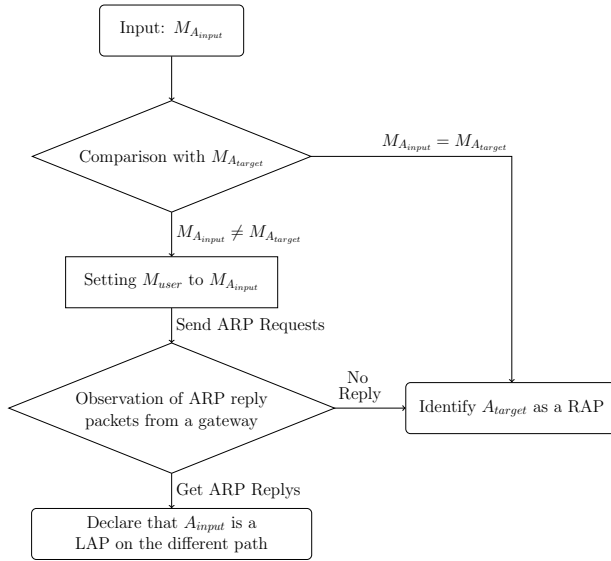 Input: $M_{A_{input}}$
Comparison with $M_{A_{target}}$
$M_{A_{input}} = M_{A_{target}}$
$M_{A_{input}} \neq M_{A_{target}}$
Setting $M_{user}$ to $M_{A_{input}}$
Send ARP Requests
Observation of ARP reply
packets from a gateway
No
Reply
Identify $A_{target}$ as a RAP
Get ARP Replys
Declare that $A_{input}$ is a
LAP on the different path